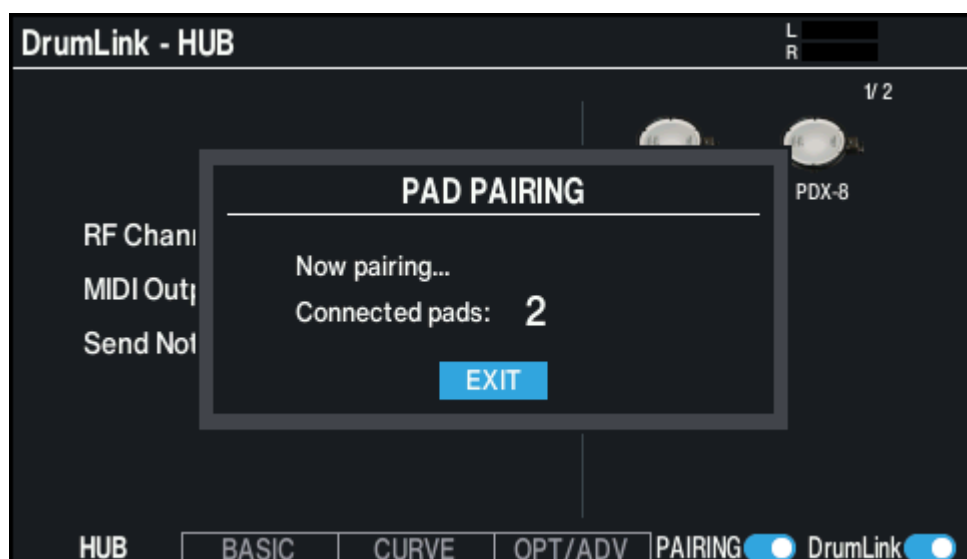 DrumLink - HUB
L
R
1/2
PAD PAIRING
PDX-8
RF Chan
Now pairing...
MIDI Out
Connected pads: 2
Send Not
EXIT
HUB BASIC CURVE OPT/ADV PAIRING DrumLink